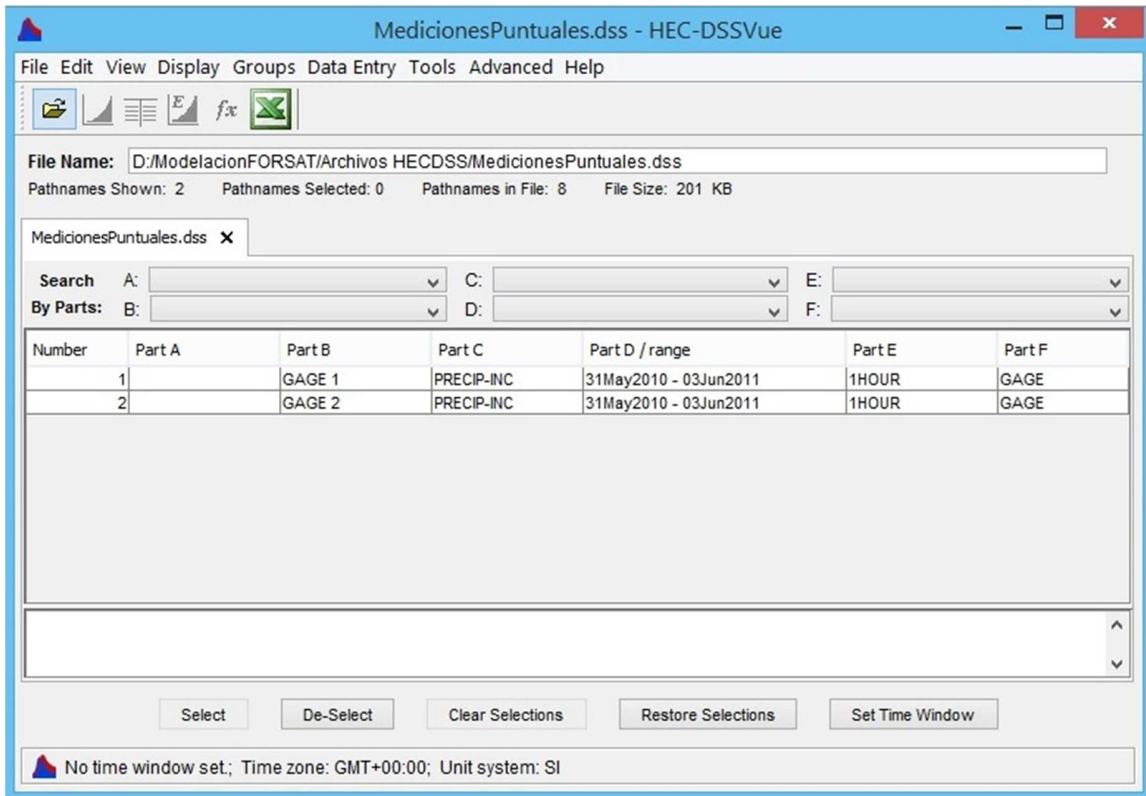 MedicionesPuntuales.dss - HEC-DSSVue
File Edit View Display Groups Data Entry Tools Advanced Help
E fx X
File Name: D:/ModelacionFORSAT/Archivos HECDSS/MedicionesPuntuales.dss
Pathnames Shown: 2 Pathnames Selected: 0 Pathnames in File: 8 File Size: 201 KB
MedicionesPuntuales.dss
Search A: C: E:
By Parts: B: D: F:
Number Part A Part B Part C Part D / range Part E Part F
1 GAGE 1 PRECIP-INC 31May2010 - 03Jun2011 1HOUR GAGE
2 GAGE 2 PRECIP-INC 31May2010 - 03Jun2011 1HOUR GAGE
Select De-Select Clear Selections Restore Selections Set Time Window
No time window set.; Time zone: GMT+00:00; Unit system: SI